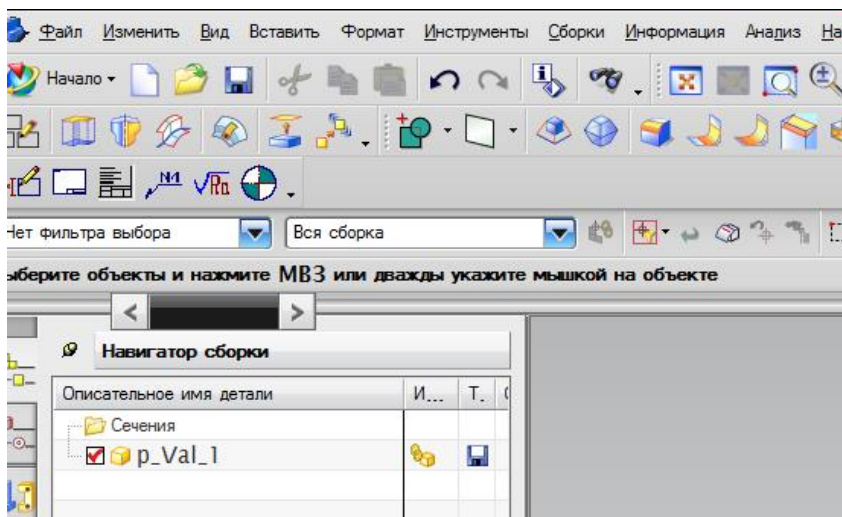 Файл Изменить Вид Вставить Формат Инструменты Сборки Информация Анализ На
Начало
Нет фильтра выбора Вся сборка
ыберите объекты и нажмите МВ3 или дважды укажите мышкой на объекте
Навигатор сборки
Описательное имя детали И... Т.
Сечения
p_Val_1